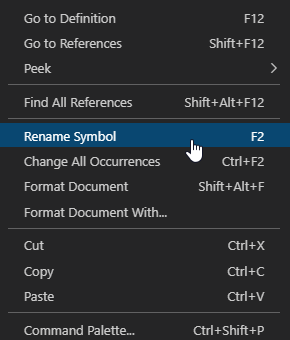 Go to Definition F12
Go to References Shift+F12
Peek
Find All References Shift+Alt+F12
Rename Symbol F2
Change All Occurrences Ctrl+F2
Format Document Shift+Alt+F
Format Document With...
Cut Ctrl+X
Copy Ctrl+C
Paste Ctrl+V
Command Palette... Ctrl+Shift+P